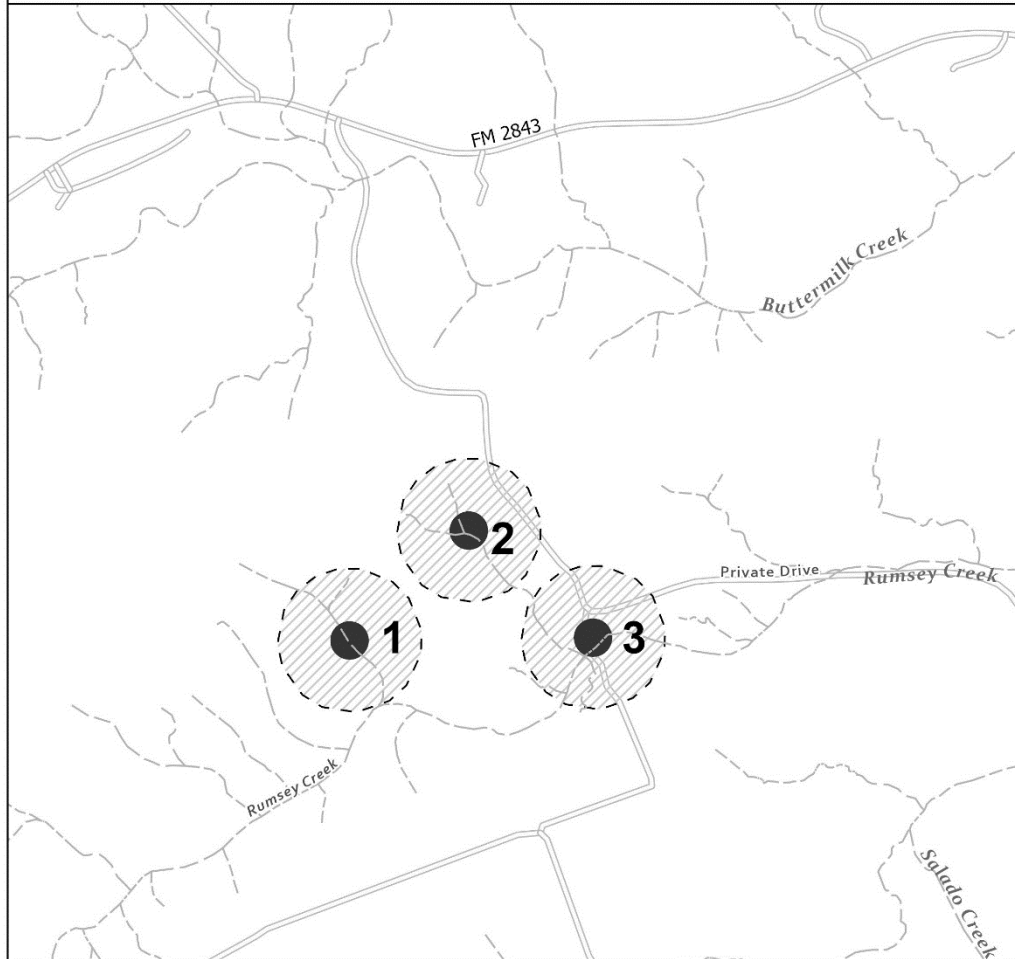 FM 2843
Buttermilk Creek
2
Private Drive
Rumsey Creek
1
3
Rumsey Creek
Salado Creek